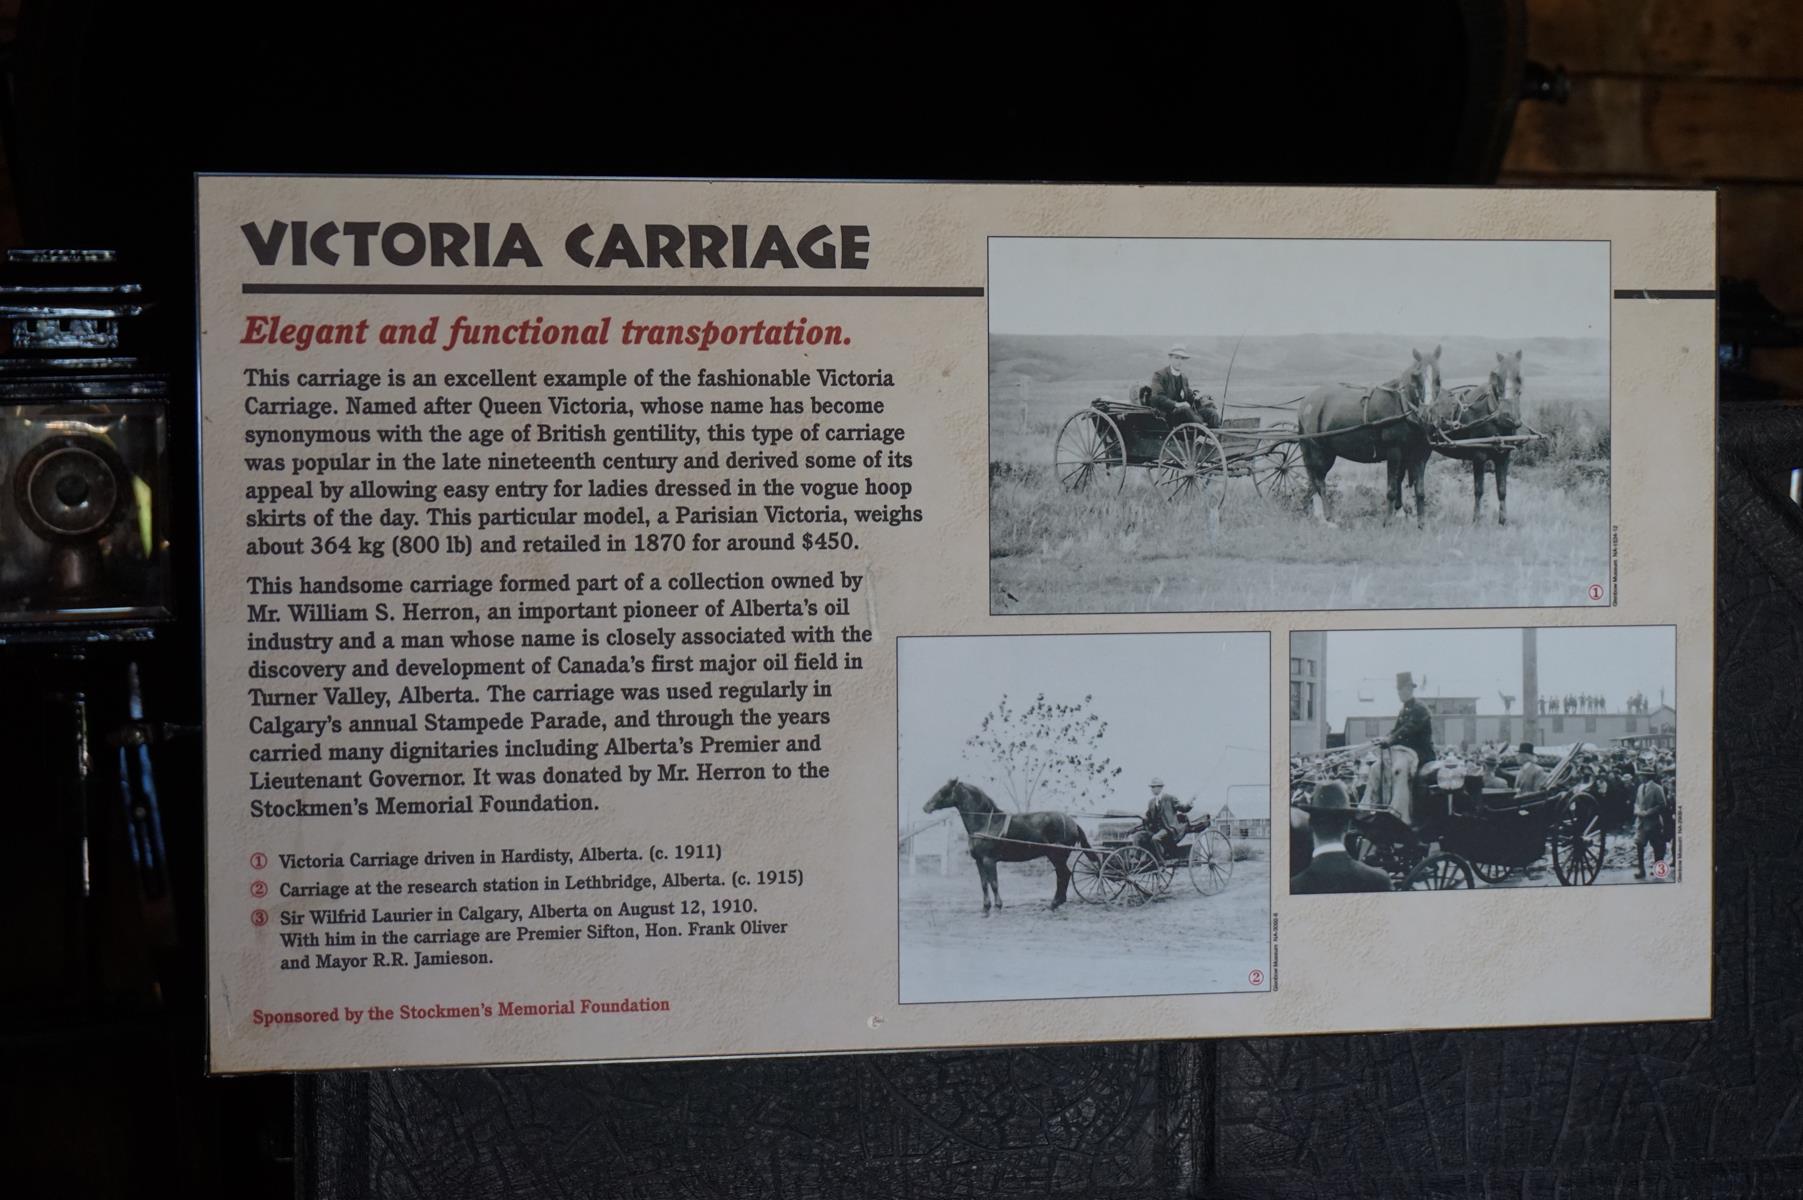 VICTORIA CARRIAGE
Elegant and functional transportation.
This carriage is an excellent example of the fashionable Victoria
Carriage. Named after Queen Victoria, whose name has become
synonymous with the age of British gentility, this type of carriage
was popular in the late nineteenth century and derived some of its
appeal by allowing easy entry for ladies dressed in the vogue hoop
skirts of the day. This particular model, a Parisian Victoria, weighs
about 364 kg (800 lb) and retailed in 1870 for around $450.
This handsome carriage formed part of a collection owned by
Mr. William S. Herron, an important pioneer of Alberta's oil
industry and a man whose name is closely associated with the
discovery and development of Canada's first major oil field in
Turner Valley, Alberta. The carriage was used regularly in
Calgary's annual Stampede Parade, and through the years
carried many dignitaries including Alberta's Premier and
Lieutenant Governor. It was donated by Mr. Herron to the
Stockmen's Memorial Foundation.
① Victoria Carriage driven in Hardisty, Alberta. (c. 1911)
② Carriage at the research station in Lethbridge, Alberta. (c. 1915)
③ Sir Wilfrid Laurier in Calgary, Alberta on August 12, 1910.
With him in the carriage are Premier Sifton, Hon. Frank Oliver
and Mayor R.R. Jamieson.
Sponsored by the Stockmen's Memorial Foundation
①
Glenbow Museum
②
Glenbow Museum
③
Glenbow Museum